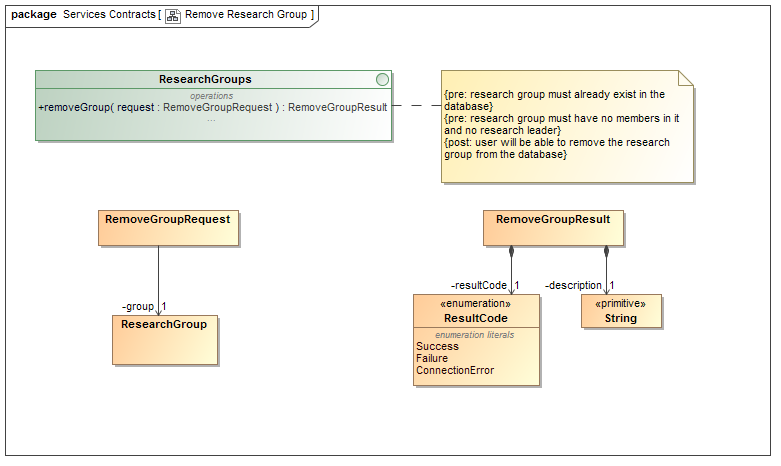 package Services Contracts [ Remove Research Group ]
ResearchGroups
operations
+removeGroup( request : RemoveGroupRequest ) : RemoveGroupResult
...
{pre: research group must already exist in the
database}
{pre: research group must have no members in it
and no research leader}
{post: user will be able to remove the research
group from the database}
RemoveGroupRequest
-group 1
ResearchGroup
RemoveGroupResult
-resultCode 1
-description 1
«enumeration»
ResultCode
enumeration literals
Success
Failure
ConnectionError
«primitive»
String